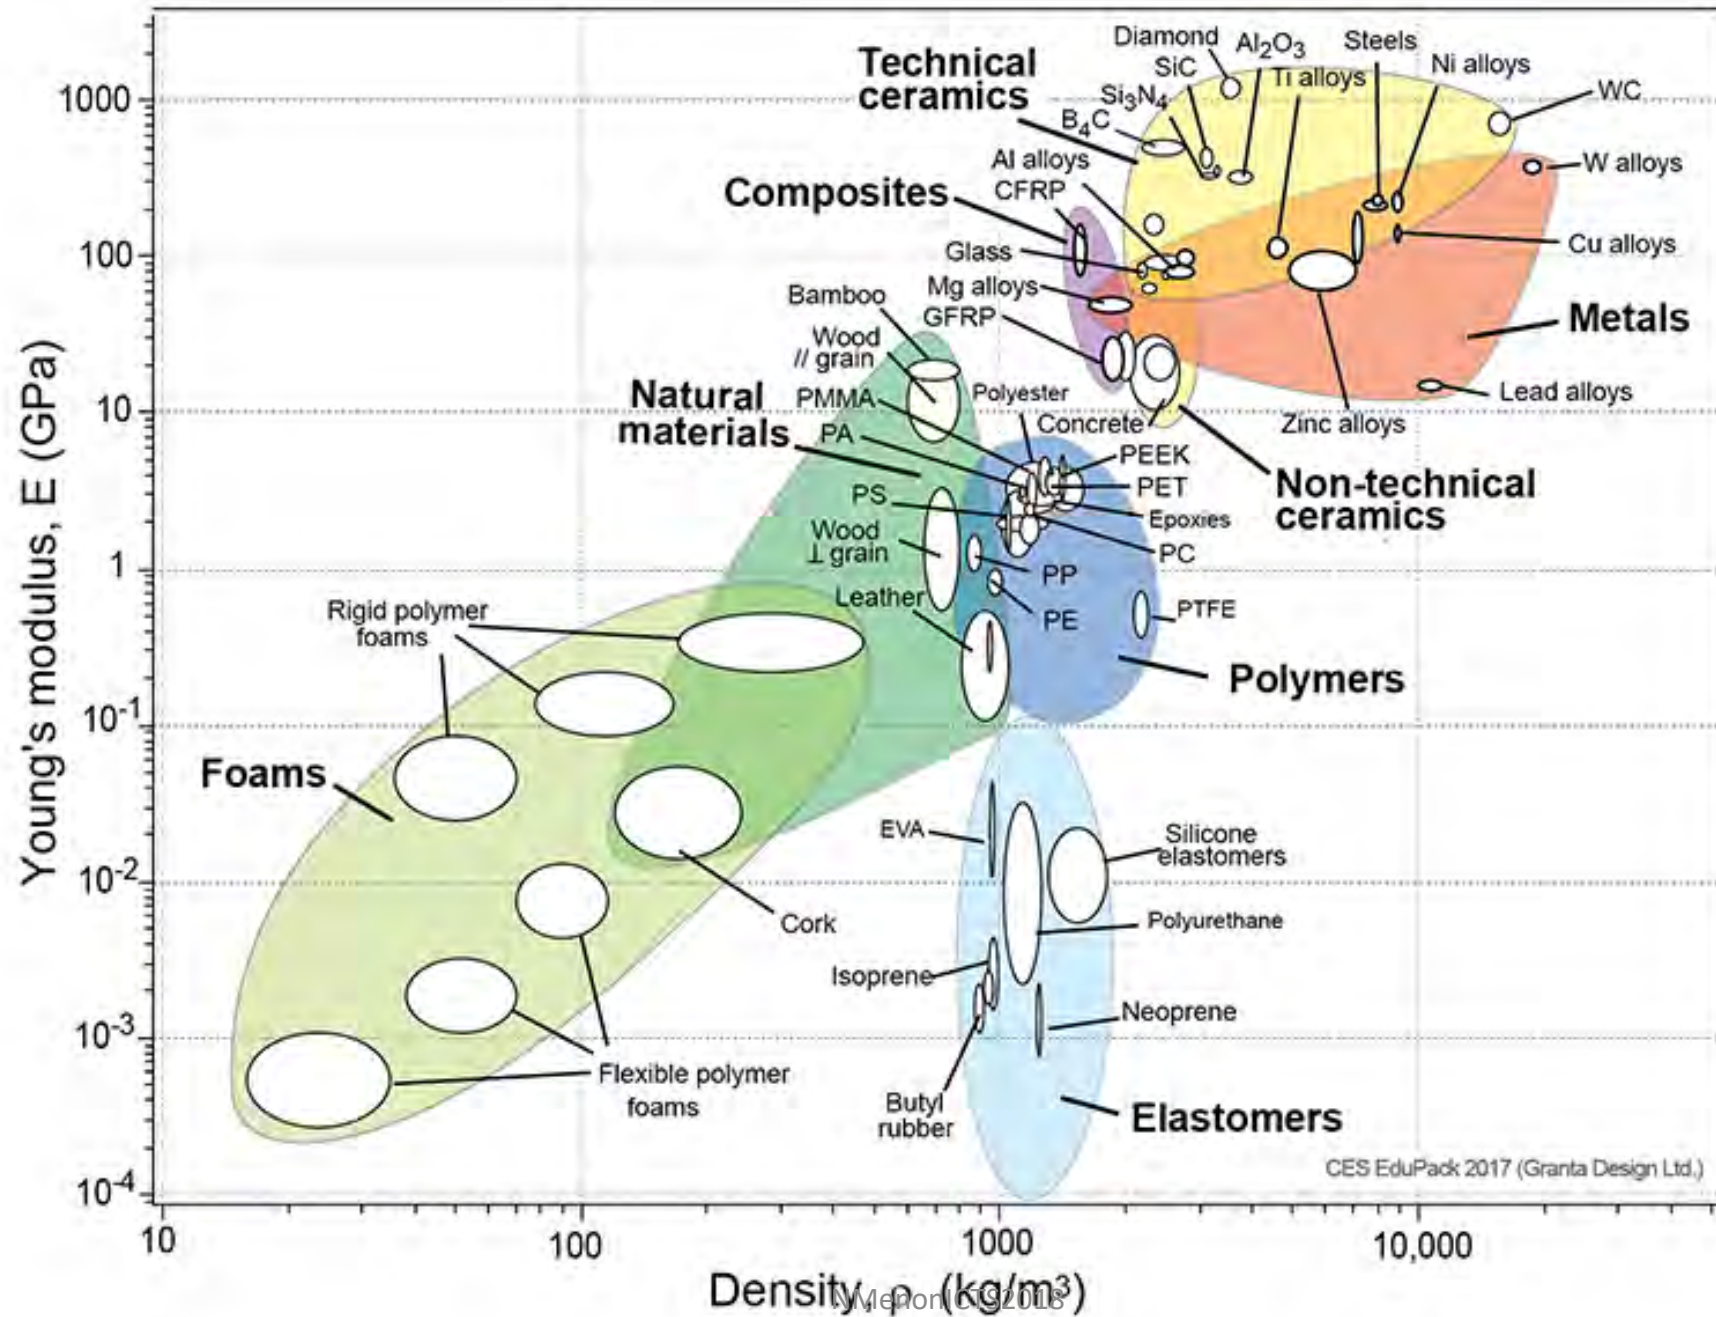 Diamond
Al2O3
Steels
SiC
Ti alloys
Ni alloys
Technical
ceramics
Si3N4
WC
1000
B4C
Al alloys
W alloys
CFRP
Composites
Glass
Cu alloys
100
Mg alloys
Bamboo
GFRP
Metals
Wood
// grain
Natural
materials
PMMA
Polyester
Lead alloys
10
Concrete
Zinc alloys
PA
PEEK
PET
Non-technical
ceramics
PS
Epoxies
Wood
⊥ grain
PC
1
PP
Leather
PE
PTFE
Rigid polymer
foams
Polymers
10-1
Foams
EVA
Silicone
elastomers
10-2
Cork
Polyurethane
Isoprene
Neoprene
10-3
Flexible polymer
foams
Butyl
rubber
Elastomers
CES EduPack 2017 (Granta Design Ltd.)
10-4
10
100
1000
10,000
Young's modulus, E (GPa)
Density, ρ (kg/m3)
NMenonICTS2018